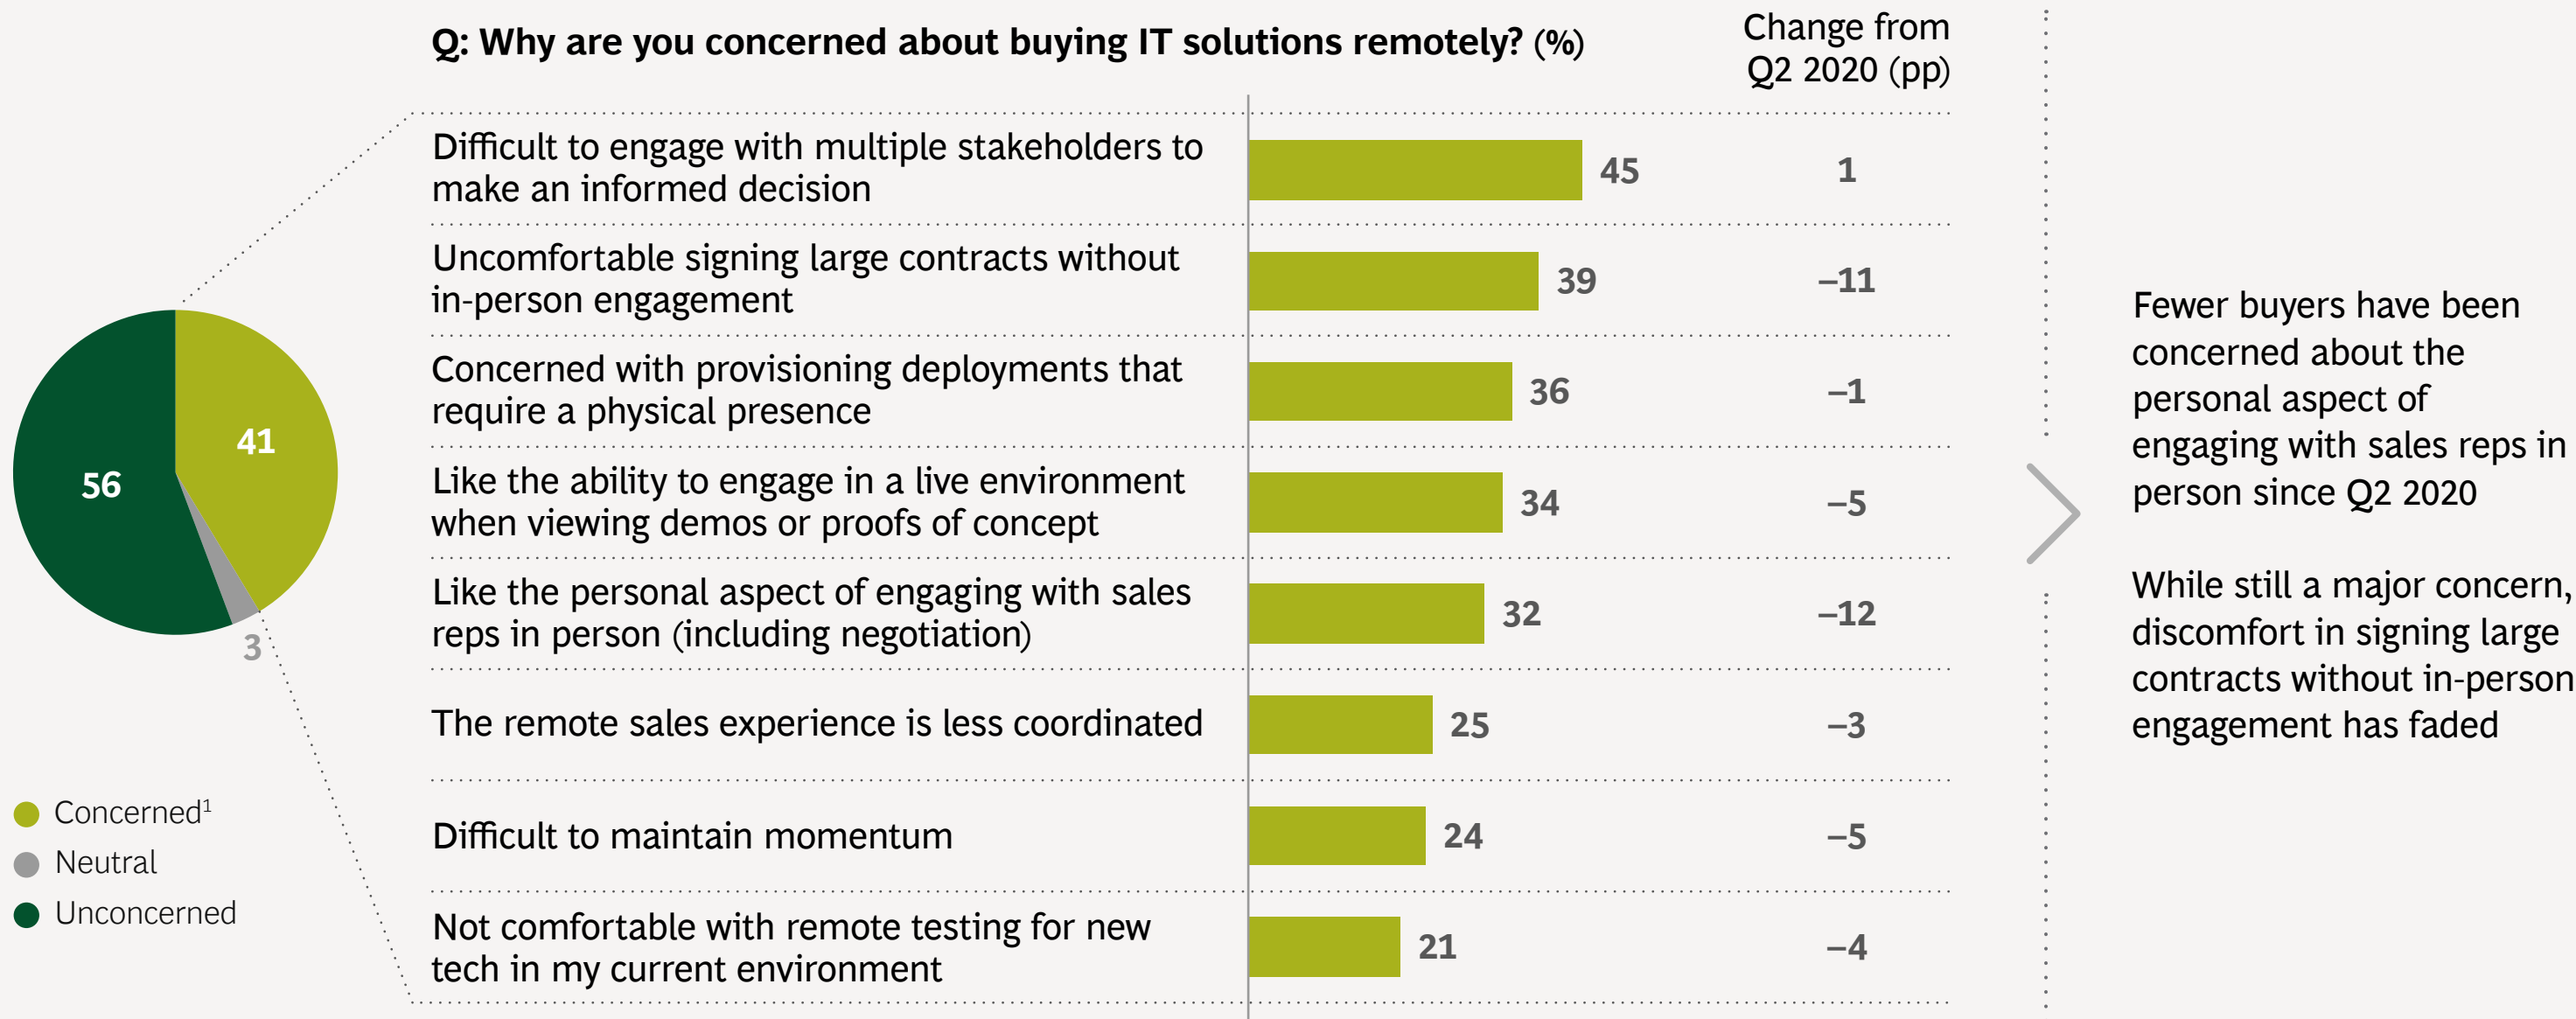 Q: Why are you concerned about buying IT solutions remotely? (%)
Change from
Q2 2020 (pp)
Difficult to engage with multiple stakeholders to
make an informed decision
45
1
Uncomfortable signing large contracts without
in-person engagement
39
–11
Concerned with provisioning deployments that
require a physical presence
36
–1
Like the ability to engage in a live environment
when viewing demos or proofs of concept
34
–5
Like the personal aspect of engaging with sales
reps in person (including negotiation)
32
–12
The remote sales experience is less coordinated
25
–3
Difficult to maintain momentum
24
–5
Not comfortable with remote testing for new
tech in my current environment
21
–4
41
56
3
Concerned¹
Neutral
Unconcerned
Fewer buyers have been
concerned about the
personal aspect of
engaging with sales reps in
person since Q2 2020
While still a major concern,
discomfort in signing large
contracts without in-person
engagement has faded